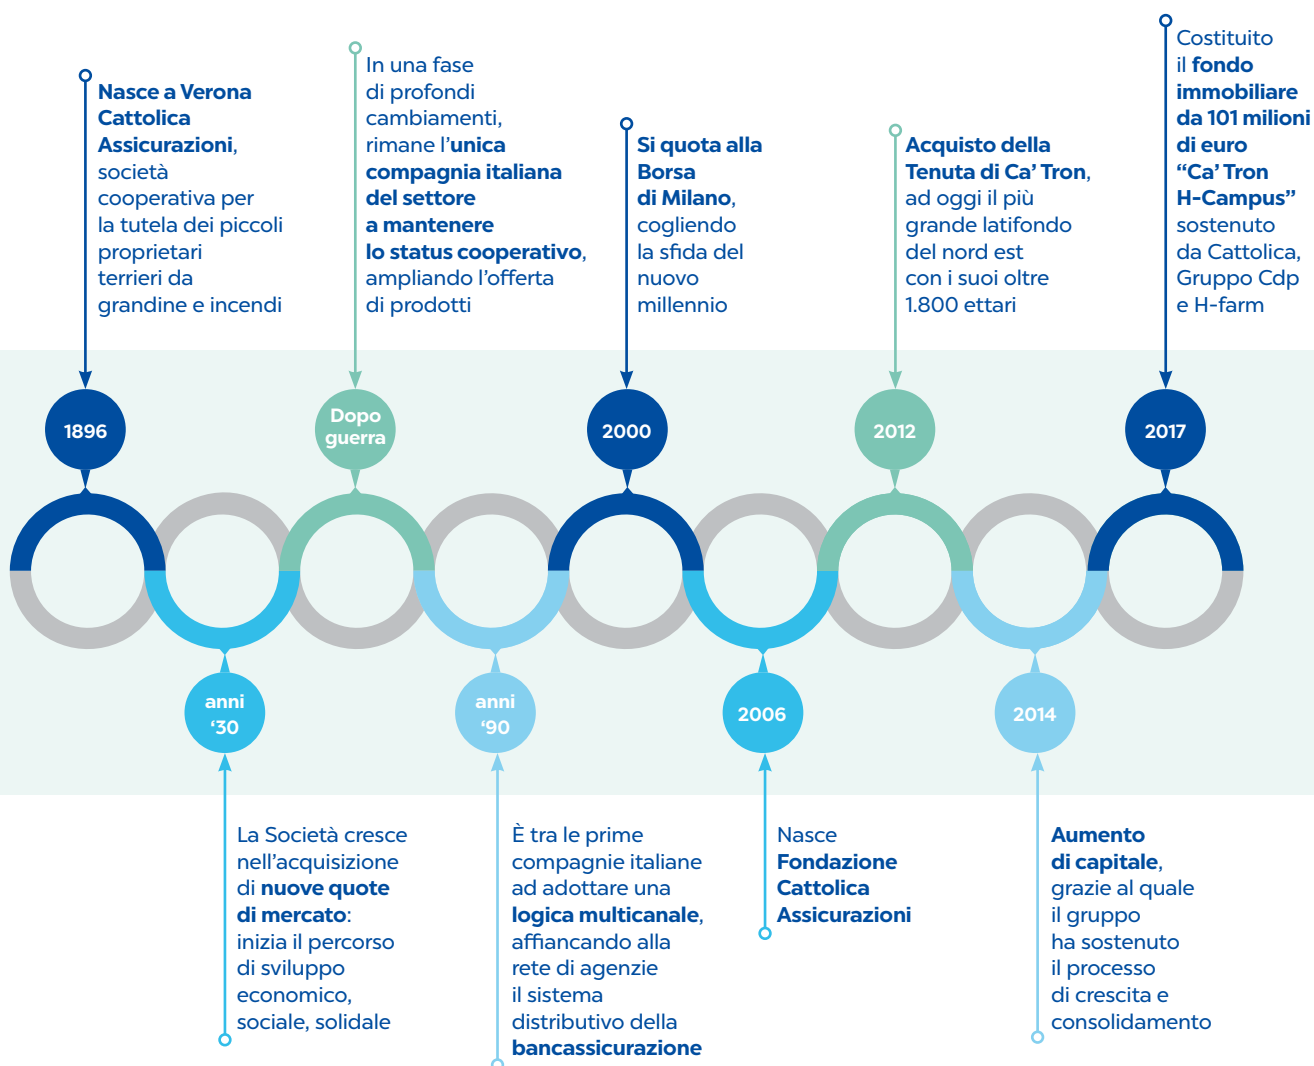 Nasce a Verona
Cattolica
Assicurazioni,
società
cooperativa per
la tutela dei piccoli
proprietari
terrieri da
grandine e incendi
In una fase
di profondi
cambiamenti,
rimane l’unica
compagnia italiana
del settore
a mantenere
lo status cooperativo,
ampliando l’offerta
di prodotti
Si quota alla
Borsa
di Milano,
cogliendo
la sfida del
nuovo
millennio
Acquisto della
Tenuta di Ca’ Tron,
ad oggi il più
grande latifondo
del nord est
con i suoi oltre
1.800 ettari
Costituito
il fondo
immobiliare
da 101 milioni
di euro
“Ca’ Tron
H-Campus”
sostenuto
da Cattolica,
Gruppo Cdp
e H-farm
1896
Dopo
guerra
2000
2012
2017
anni
‘30
anni
‘90
2006
2014
La Società cresce
nell’acquisizione
di nuove quote
di mercato:
inizia il percorso
di sviluppo
economico,
sociale, solidale
È tra le prime
compagnie italiane
ad adottare una
logica multicanale,
affiancando alla
rete di agenzie
il sistema
distributivo della
bancassicurazione
Nasce
Fondazione
Cattolica
Assicurazioni
Aumento
di capitale,
grazie al quale
il gruppo
ha sostenuto
il processo
di crescita e
consolidamento